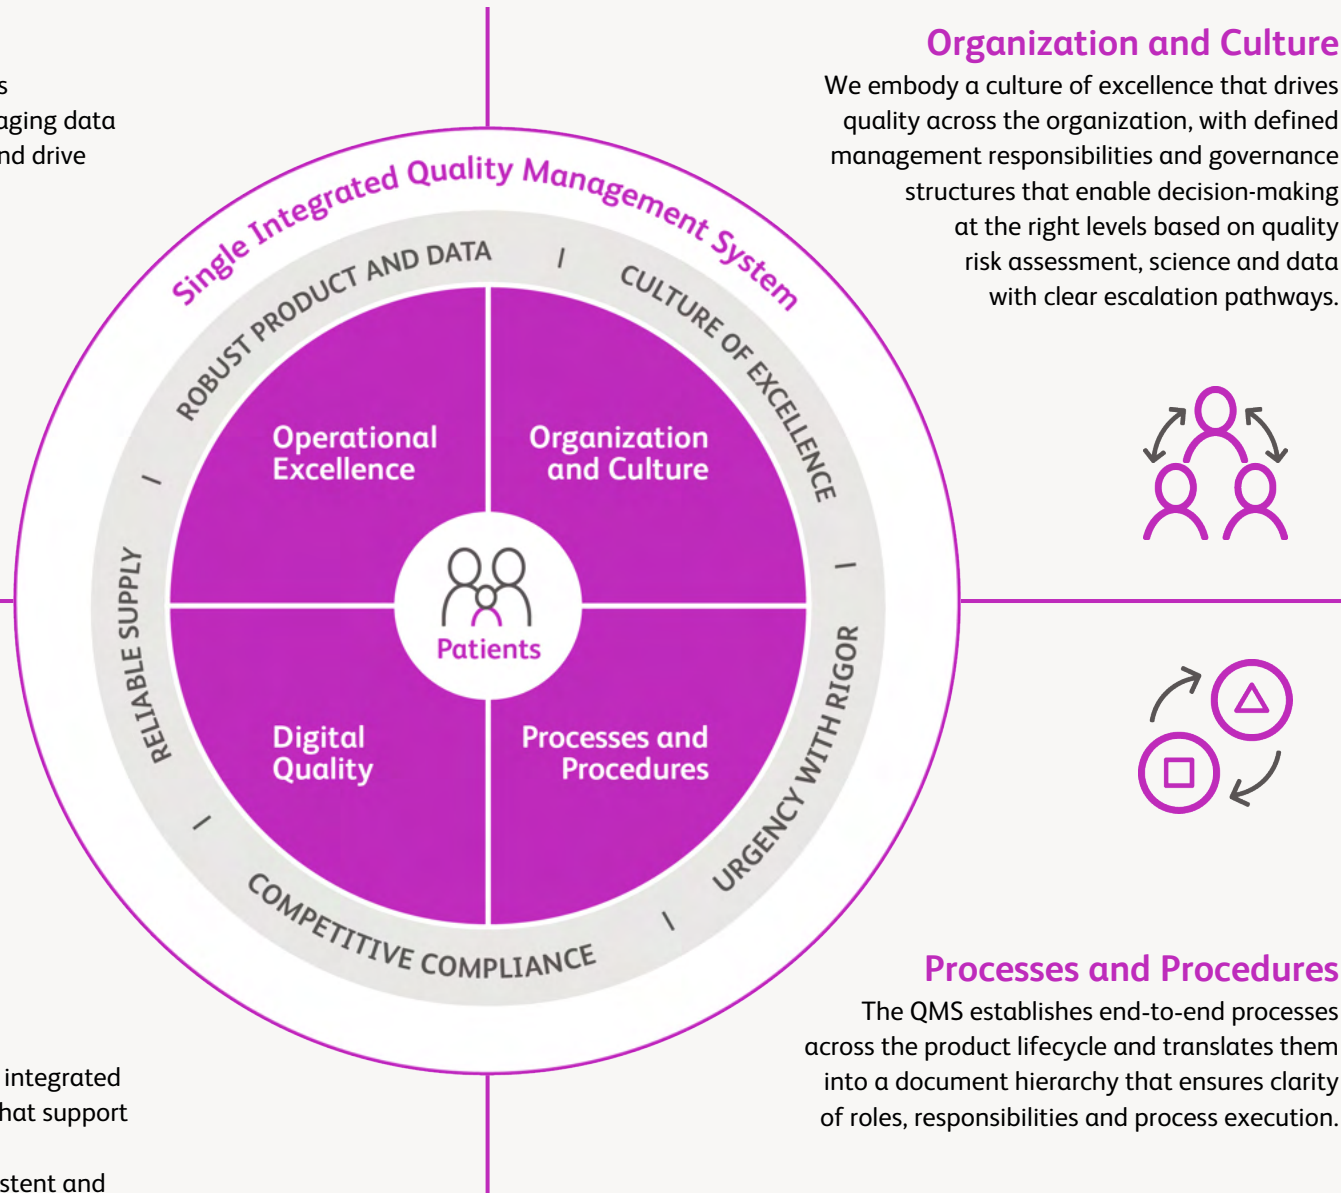 s
aging data
nd drive
Organization and Culture
We embody a culture of excellence that drives
quality across the organization, with defined
management responsibilities and governance
structures that enable decision-making
at the right levels based on quality
risk assessment, science and data
with clear escalation pathways.
Single Integrated Quality Management System
ROBUST PRODUCT AND DATA
CULTURE OF EXCELLENCE
URGENCY WITH RIGOR
COMPETITIVE COMPLIANCE
RELIABLE SUPPLY
Operational
Excellence
Organization
and Culture
Patients
Digital
Quality
Processes and
Procedures
Processes and Procedures
The QMS establishes end-to-end processes
across the product lifecycle and translates them
into a document hierarchy that ensures clarity
of roles, responsibilities and process execution.
integrated
hat support
stent and